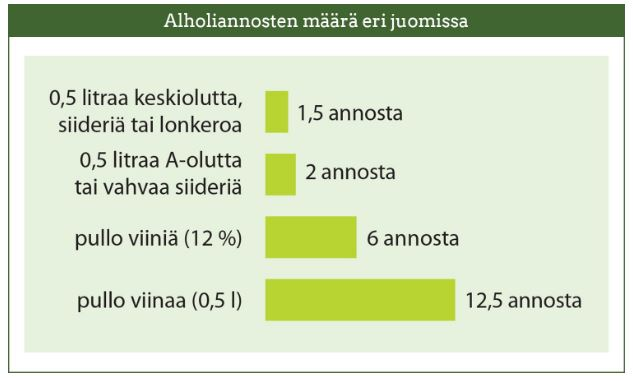 Alholiannosten määrä eri juomissa
0,5 litraa keskiolutta,
siideriä tai lonkeroa
1,5 annosta
0,5 litraa A-olutta
tai vahvaa siideriä
2 annosta
pullo viiniä (12 %)
6 annosta
pullo viinaa (0,5 l)
12,5 annosta